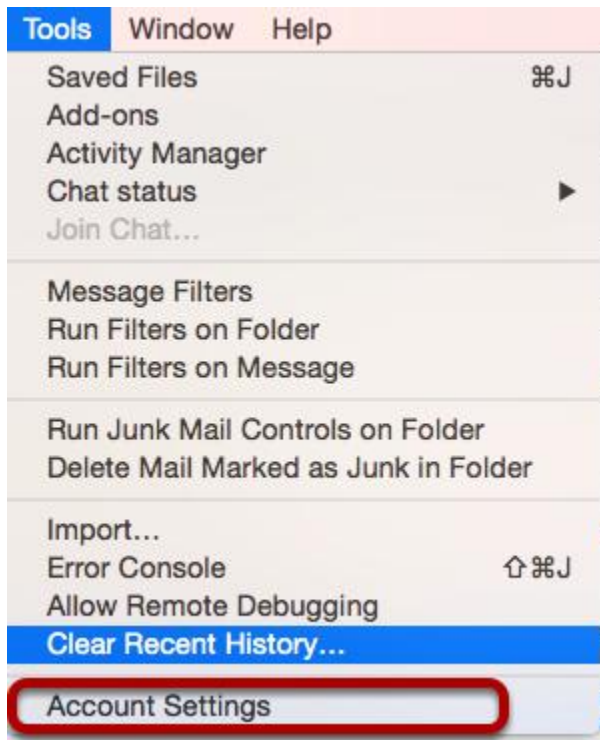 Tools Window Help
Saved Files ⌘J
Add-ons
Activity Manager
Chat status ▶
Join Chat...
Message Filters
Run Filters on Folder
Run Filters on Message
Run Junk Mail Controls on Folder
Delete Mail Marked as Junk in Folder
Import...
Error Console ⇧⌘J
Allow Remote Debugging
Clear Recent History...
Account Settings